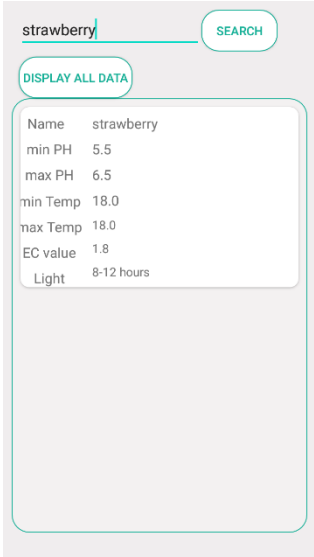 strawberry SEARCH
DISPLAY ALL DATA
Name strawberry
min PH 5.5
max PH 6.5
min Temp 18.0
max Temp 18.0
EC value 1.8
Light 8-12 hours